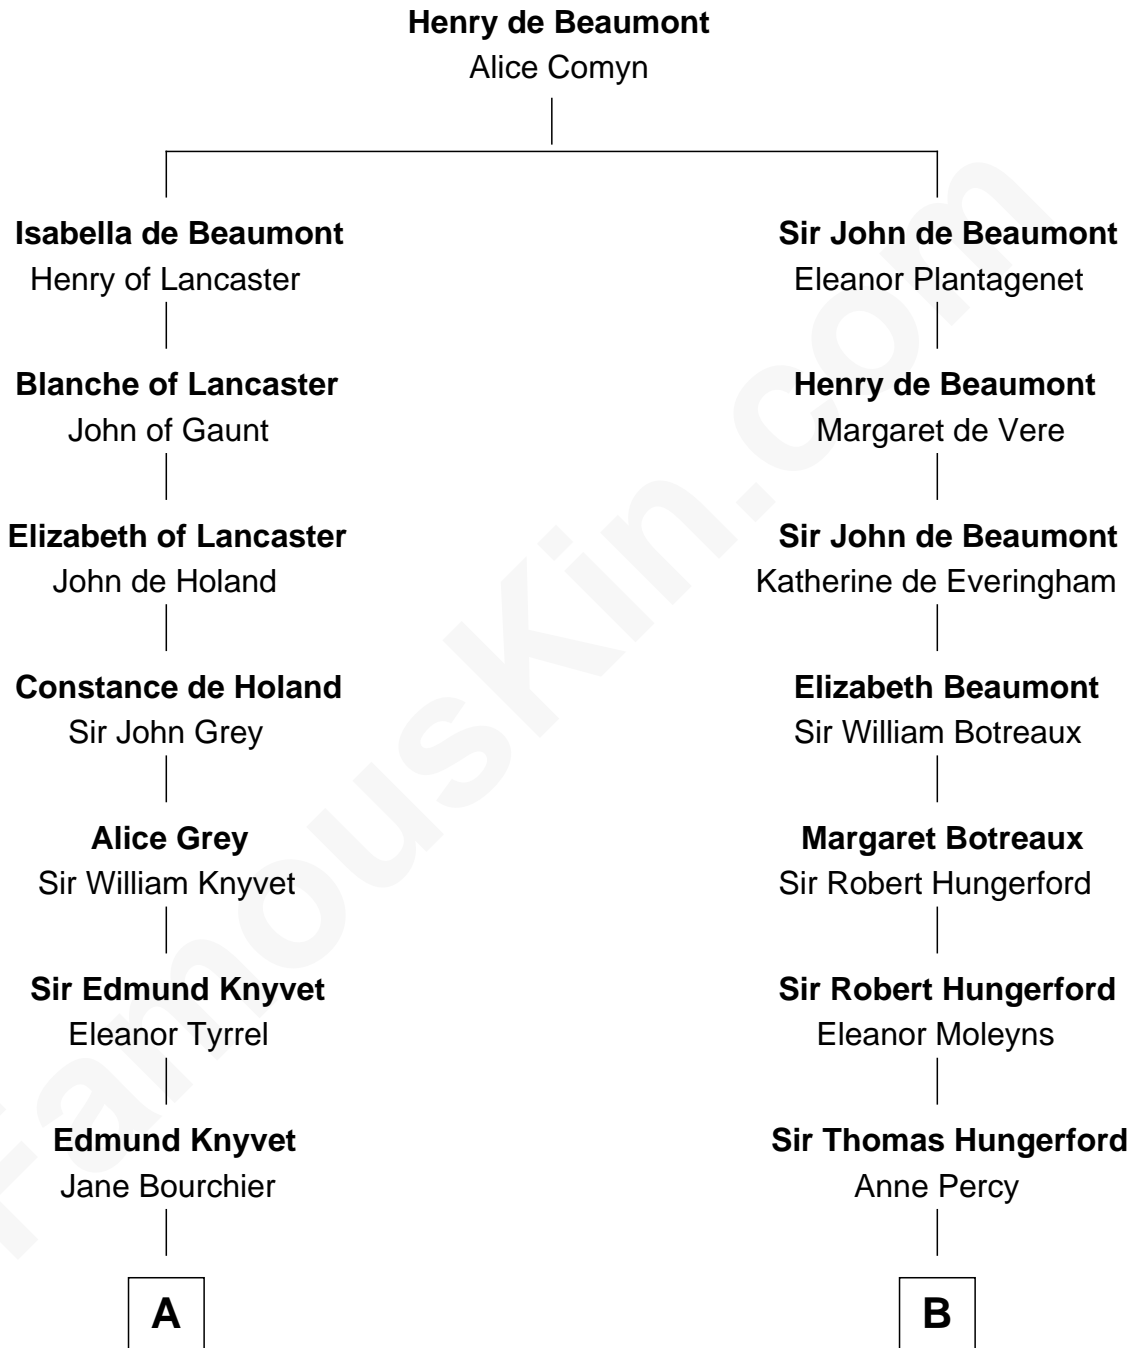 Henry de Beaumont
Alice Comyn
Isabella de Beaumont
Henry of Lancaster
Sir John de Beaumont
Eleanor Plantagenet
Blanche of Lancaster
John of Gaunt
Henry de Beaumont
Margaret de Vere
Elizabeth of Lancaster
John de Holand
Sir John de Beaumont
Katherine de Everingham
Constance de Holand
Sir John Grey
Elizabeth Beaumont
Sir William Botreaux
Alice Grey
Sir William Knyvet
Margaret Botreaux
Sir Robert Hungerford
Sir Edmund Knyvet
Eleanor Tyrrel
Sir Robert Hungerford
Eleanor Moleyns
Edmund Knyvet
Jane Bourchier
Sir Thomas Hungerford
Anne Percy
A
B
FamousKin.com